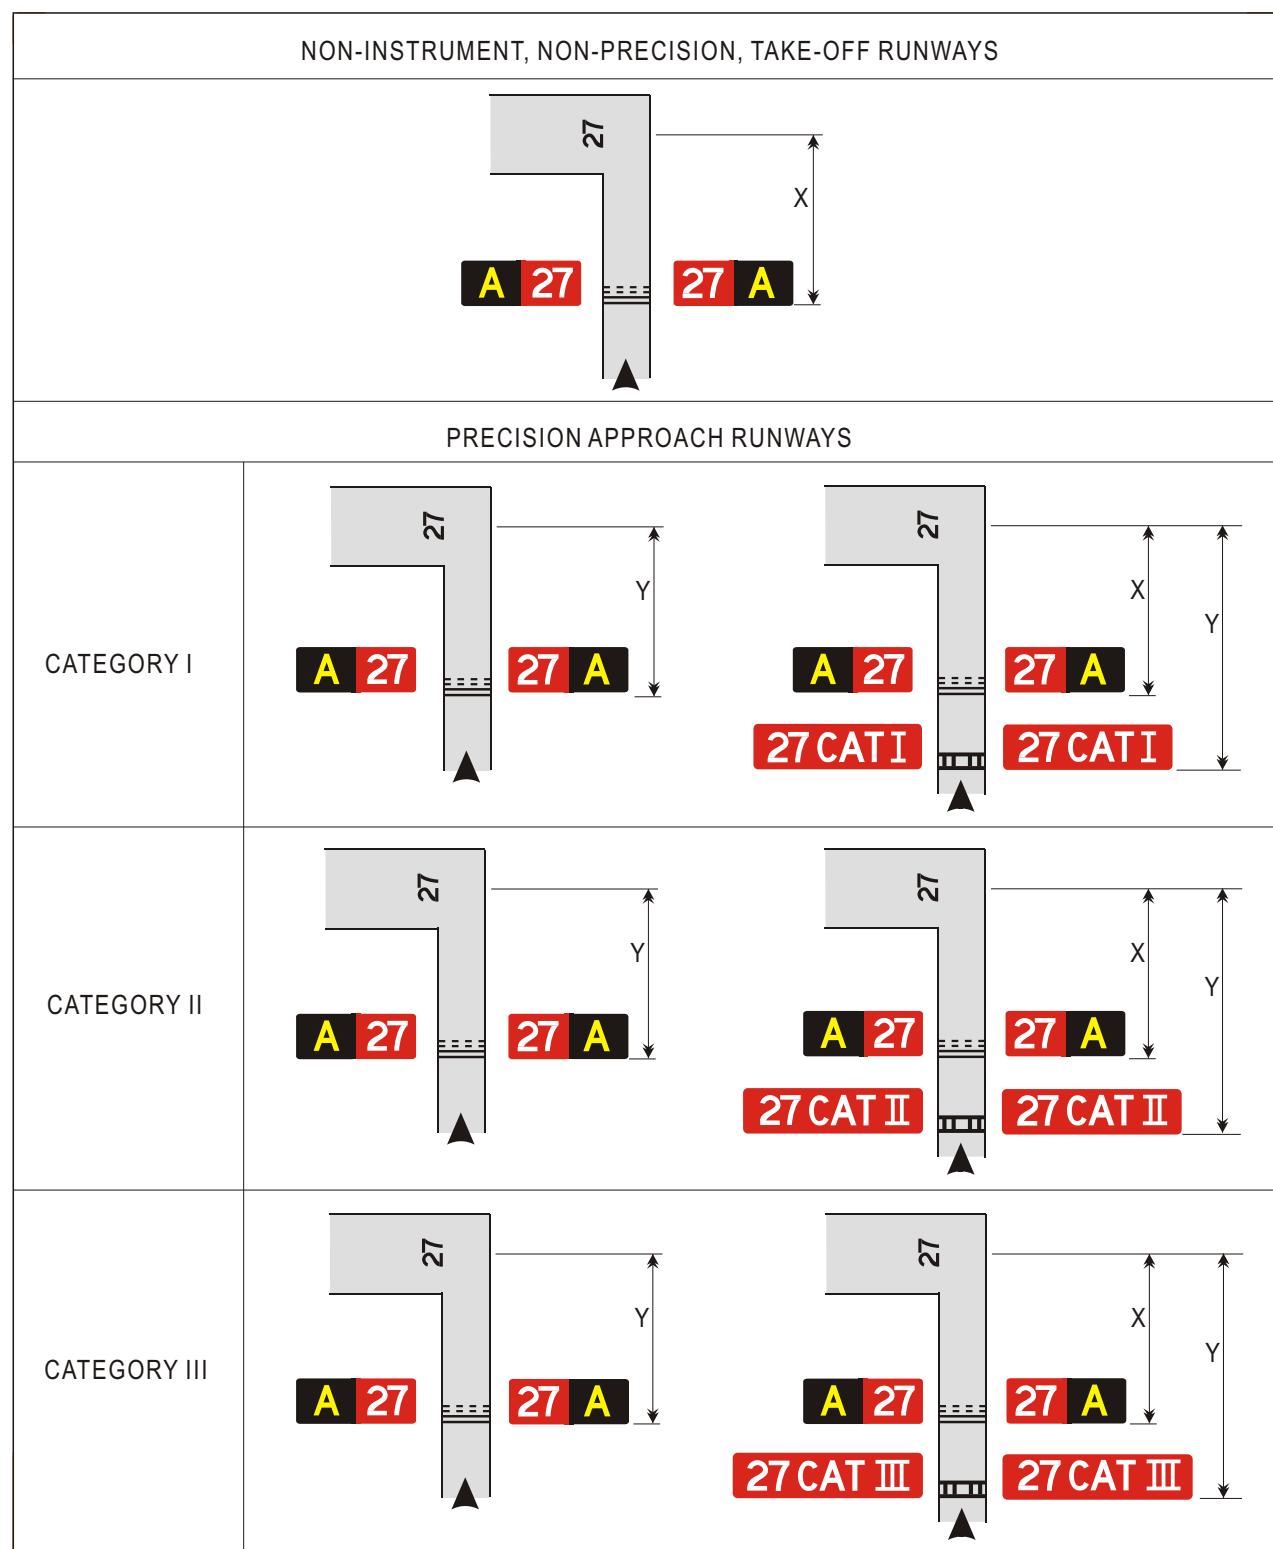 NON-INSTRUMENT, NON-PRECISION, TAKE-OFF RUNWAYS
27
X
A 27 27 A
PRECISION APPROACH RUNWAYS
CATEGORY I
27
Y
A 27 27 A
27
X
Y
A 27 27 A
27 CAT I 27 CAT I
CATEGORY II
27
Y
A 27 27 A
27
X
Y
A 27 27 A
27 CAT II 27 CAT II
CATEGORY III
27
Y
A 27 27 A
27
X
Y
A 27 27 A
27 CAT III 27 CAT III